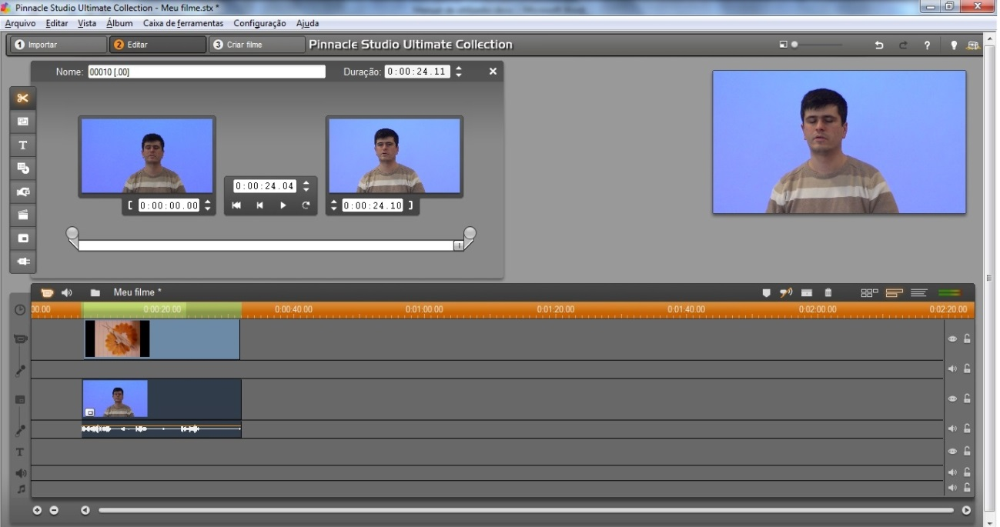 Pinnacle Studio Ultimate Collection - Meu filme.stx *
Arquivo Editar Vista Álbum Caixa de ferramentas Configuração Ajuda
1 Importar 2 Editar 3 Criar filme Pinnacle Studio Ultimate Collection ?
Nome: 00010 [.00] Duração: 0:00:24.11
T
0:00:24.04
[ 0:00:00.00 0:00:24.10 ]
Meu filme *
00.00 0:00:20.00 0:00:40.00 0:01:00.00 0:01:20.00 0:01:40.00 0:02:00.00 0:02:20.00
T